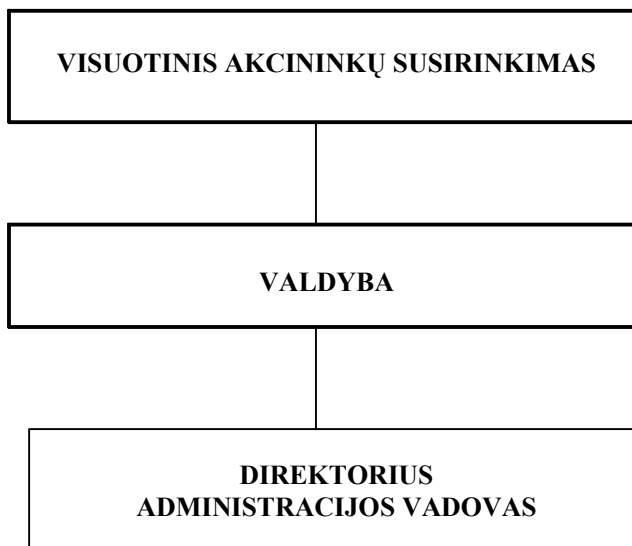 VISUOTINIS AKCININKŲ SUSIRINKIMAS
VALDYBA
DIREKTORIUS
ADMINISTRACIJOS VADOVAS